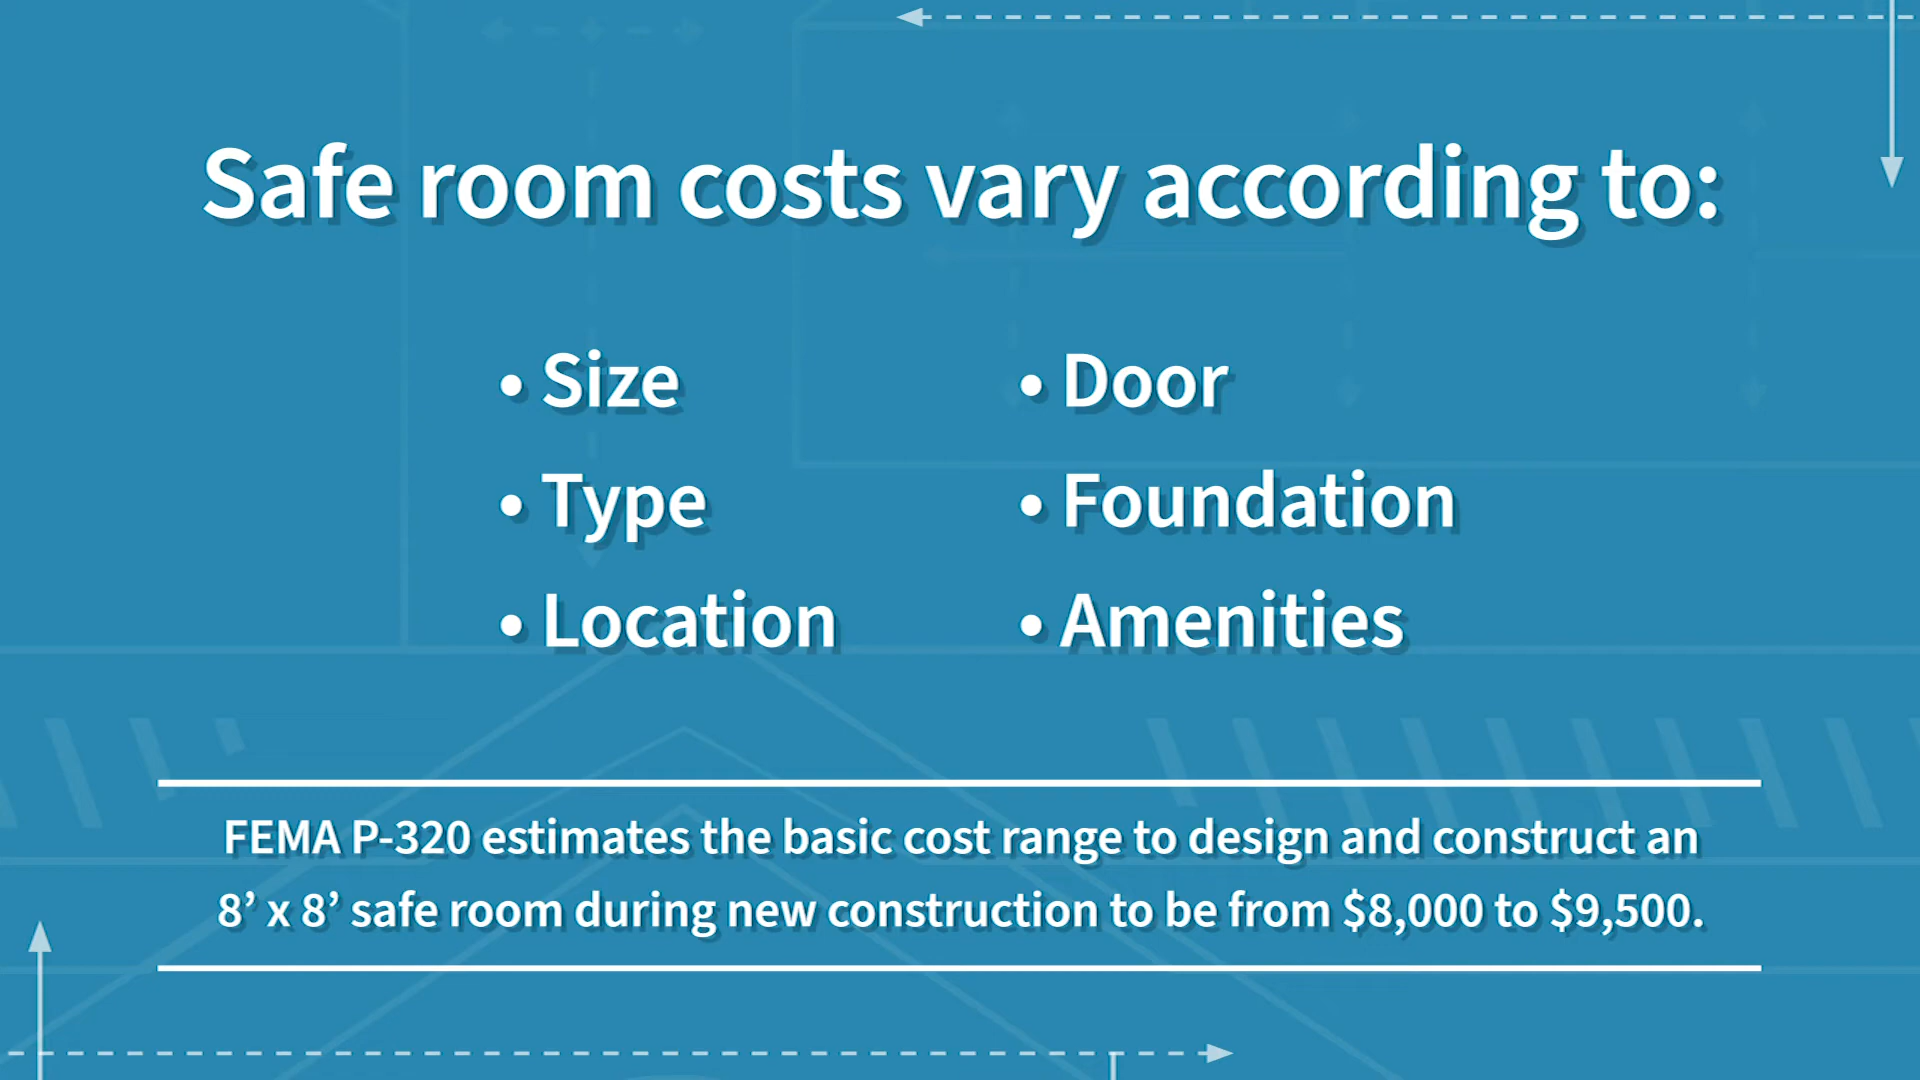 Safe room costs vary according to:
• Size
• Type
• Location
• Door
• Foundation
• Amenities
FEMA P-320 estimates the basic cost range to design and construct an
8’ x 8’ safe room during new construction to be from $8,000 to $9,500.